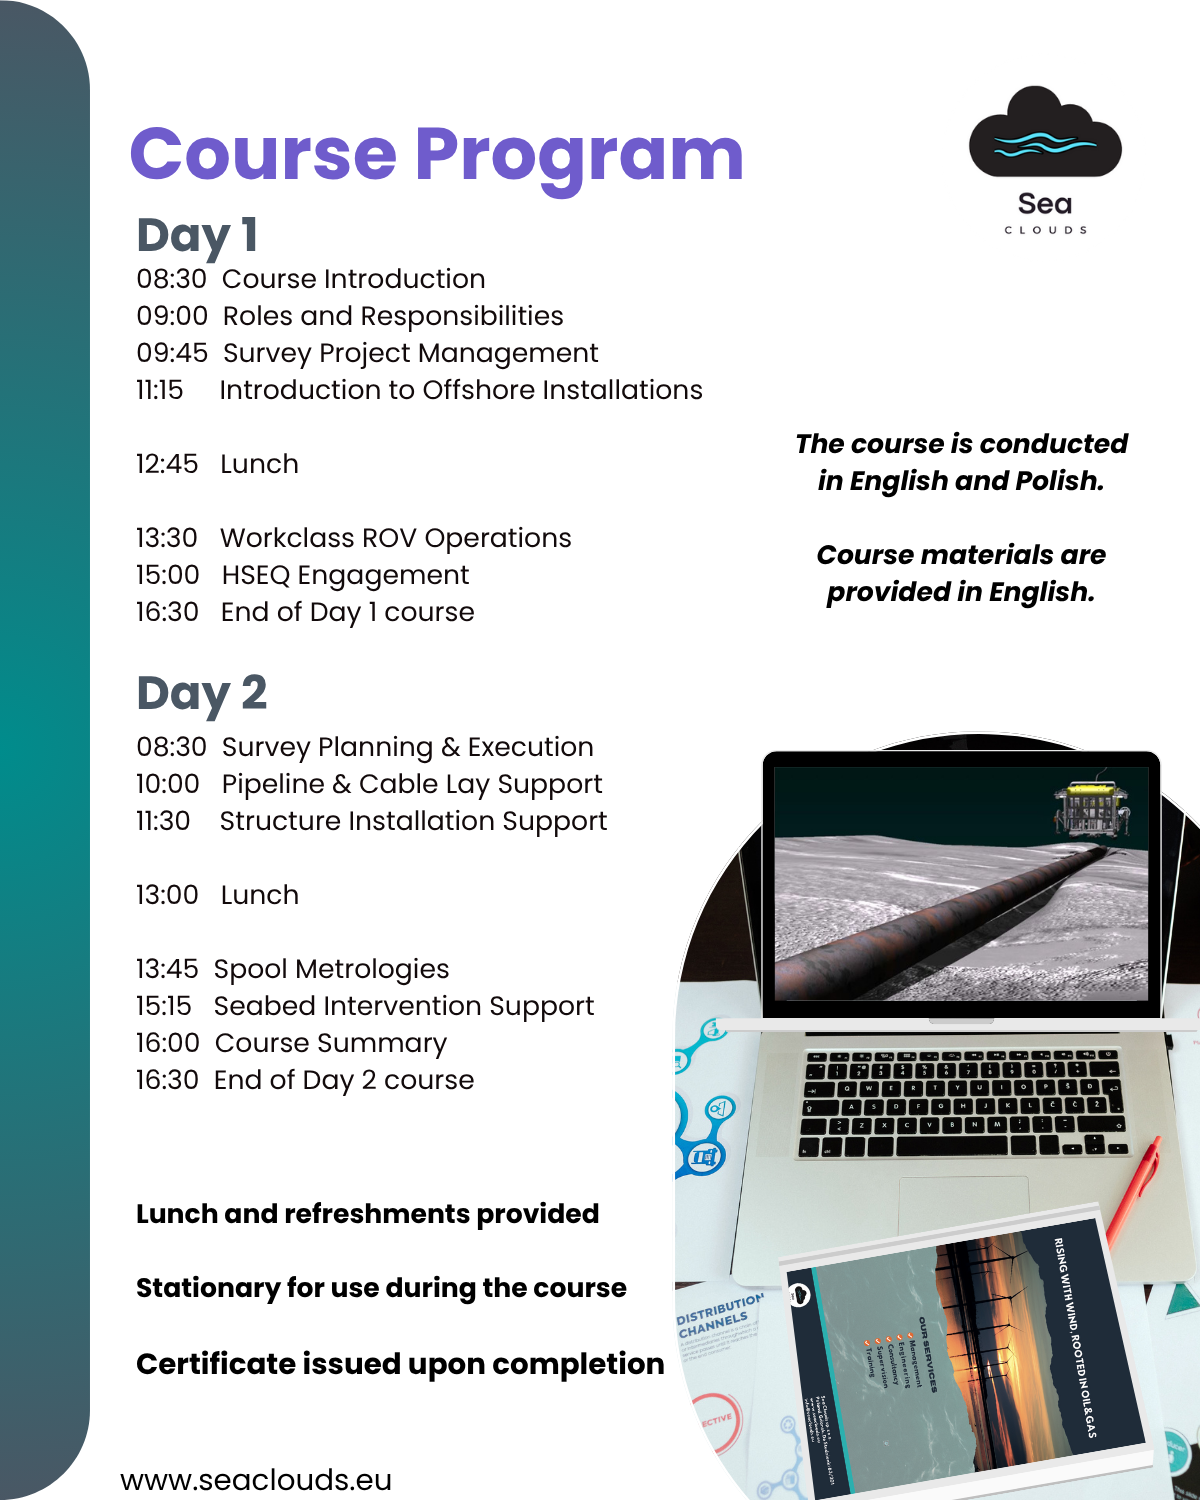 Course Program
Sea
CLOUDS
Day 1
08:30 Course Introduction
09:00 Roles and Responsibilities
09:45 Survey Project Management
11:15 Introduction to Offshore Installations
12:45 Lunch
13:30 Workclass ROV Operations
15:00 HSEQ Engagement
16:30 End of Day 1 course
The course is conducted
in English and Polish.
Course materials are
provided in English.
Day 2
08:30 Survey Planning & Execution
10:00 Pipeline & Cable Lay Support
11:30 Structure Installation Support
13:00 Lunch
13:45 Spool Metrologies
15:15 Seabed Intervention Support
16:00 Course Summary
16:30 End of Day 2 course
Lunch and refreshments provided
Stationary for use during the course
Certificate issued upon completion
www.seaclouds.eu
DISTRIBUTION
CHANNELS
RISING WITH WIND, ROOTED IN OIL & GAS
OUR SERVICES
Management
Engineering
Consultancy
Supervision
Training